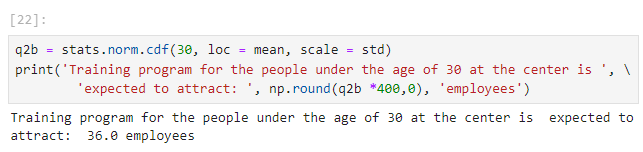 [22]:
q2b = stats.norm.cdf(30, loc = mean, scale = std)
print('Training program for the people under the age of 30 at the center is ', \
'expected to attract: ', np.round(q2b *400,0), 'employees')
Training program for the people under the age of 30 at the center is  expected to
attract:  36.0 employees